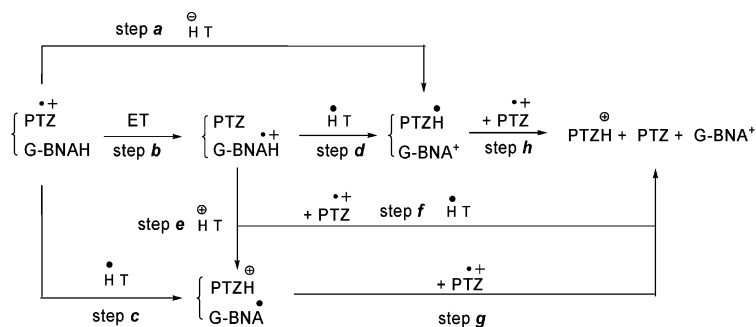 step a ⊖ H T
•+ PTZ
G-BNAH
ET
step b
PTZ
•+ G-BNAH
• H T
step d
PTZH•
G-BNA+
+ PTZ•+
step h
PTZH⊕ + PTZ + G-BNA+
step e ⊕ H T
+ PTZ•+ step f • H T
• H T
step c
PTZH⊕
G-BNA•
+ PTZ•+
step g